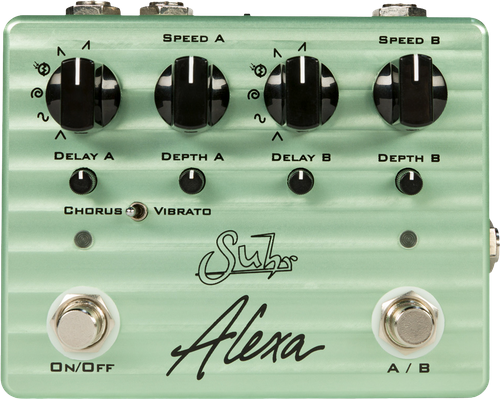 SPEED A SPEED B
DELAY A DEPTH A DELAY B DEPTH B
CHORUS VIBRATO
Suhr
Alexa
ON/OFF A / B